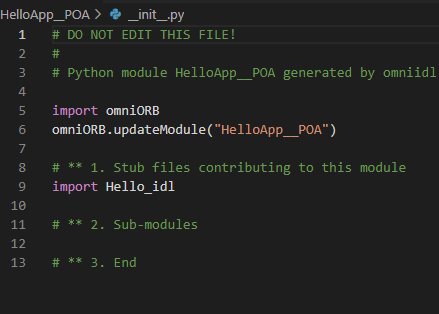 HelloApp__POA > __init__.py
1 # DO NOT EDIT THIS FILE!
2 #
3 # Python module HelloApp__POA generated by omniidl
4
5 import omniORB
6 omniORB.updateModule("HelloApp__POA")
7
8 # ** 1. Stub files contributing to this module
9 import Hello_idl
10
11 # ** 2. Sub-modules
12
13 # ** 3. End